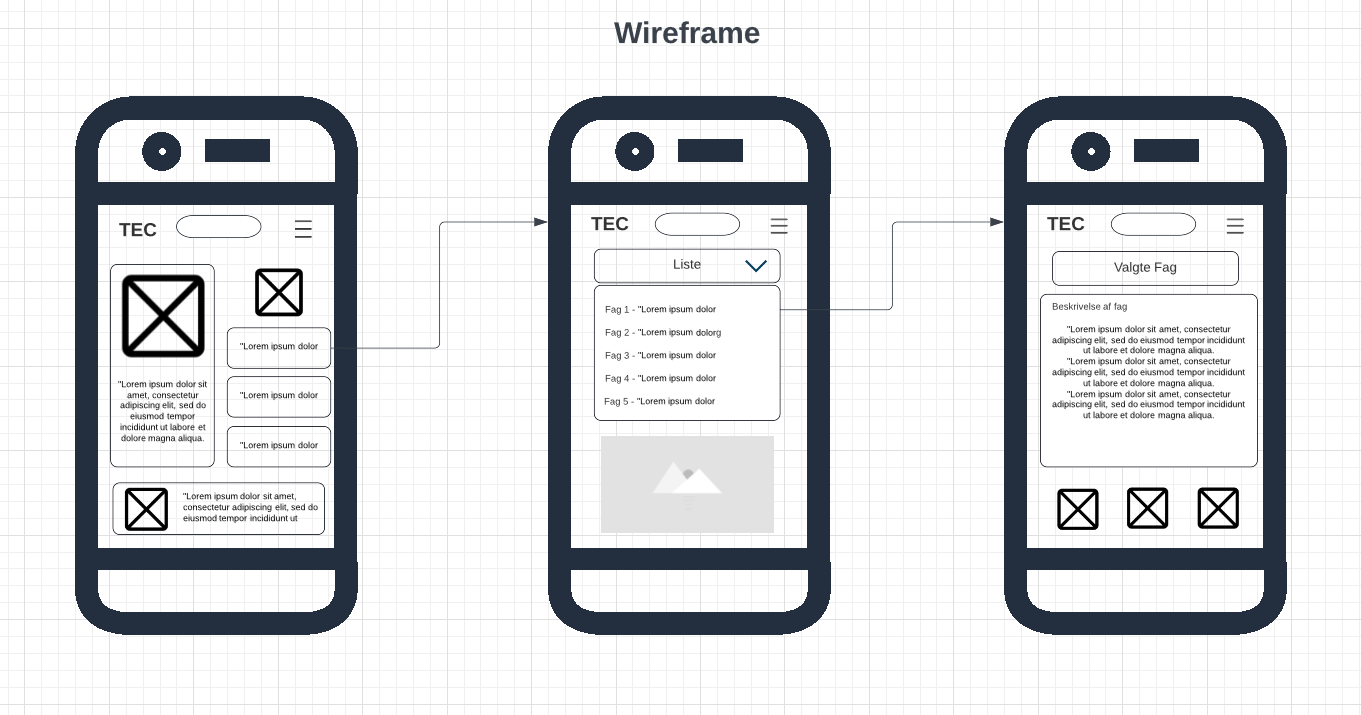 Wireframe
TEC
"Lorem ipsum dolor sit
amet, consectetur
adipiscing elit, sed do
eiusmod tempor
incididunt ut labore et
dolore magna aliqua.
"Lorem ipsum dolor
"Lorem ipsum dolor
"Lorem ipsum dolor
"Lorem ipsum dolor sit amet,
consectetur adipiscing elit, sed do
eiusmod tempor incididunt ut
TEC
Liste
Fag 1 - "Lorem ipsum dolor
Fag 2 - "Lorem ipsum dolorg
Fag 3 - "Lorem ipsum dolor
Fag 4 - "Lorem ipsum dolor
Fag 5 - "Lorem ipsum dolor
TEC
Valgte Fag
Beskrivelse af fag
"Lorem ipsum dolor sit amet, consectetur
adipiscing elit, sed do eiusmod tempor incididunt
ut labore et dolore magna aliqua.
"Lorem ipsum dolor sit amet, consectetur
adipiscing elit, sed do eiusmod tempor incididunt
ut labore et dolore magna aliqua.
"Lorem ipsum dolor sit amet, consectetur
adipiscing elit, sed do eiusmod tempor incididunt
ut labore et dolore magna aliqua.